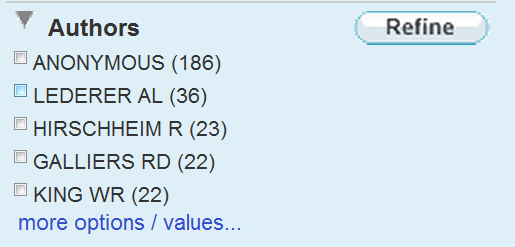 Authors Refine
ANONYMOUS (186)
LEDERER AL (36)
HIRSCHHEIM R (23)
GALLIERS RD (22)
KING WR (22)
more options / values...